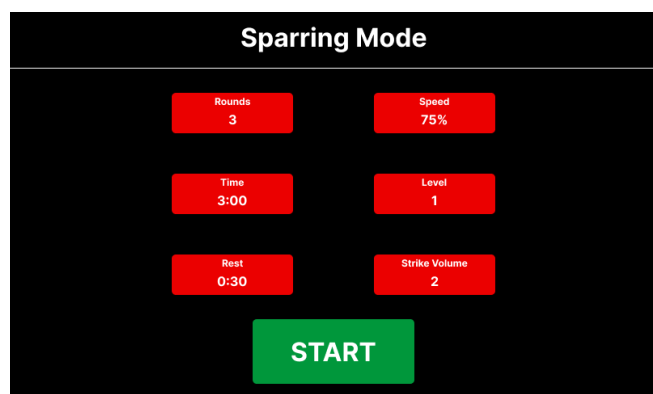 Sparring Mode
Rounds
3
Speed
75%
Time
3:00
Level
1
Rest
0:30
Strike Volume
2
START